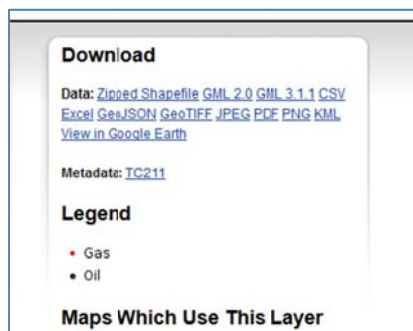 Download
Data: Zipped Shapefile GML 2.0 GML 3.1.1 CSV
Excel GeoJSON GeoTIFF JPEG PDF PNG KML
View in Google Earth
Metadata: TC211
Legend
• Gas
• Oil
Maps Which Use This Layer